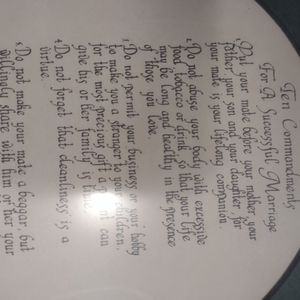 Ten Commandments
For A Successful Marriage
1. Put your mate before your mother, your
father, your son and your daughter, for
your mate is your lifelong companion.
2. Do not abuse your body with excessive
food, tobacco or drink, so that your life
may be long and healthy in the presence
of those you love.
3. Do not permit your business or your hobby
to make you a stranger to your children,
for the most precious gift a parent can
give his or her family is time.
4. Do not forget that cleanliness is a
virtue.
5. Do not make your mate a beggar, but
willingly share with him or her your